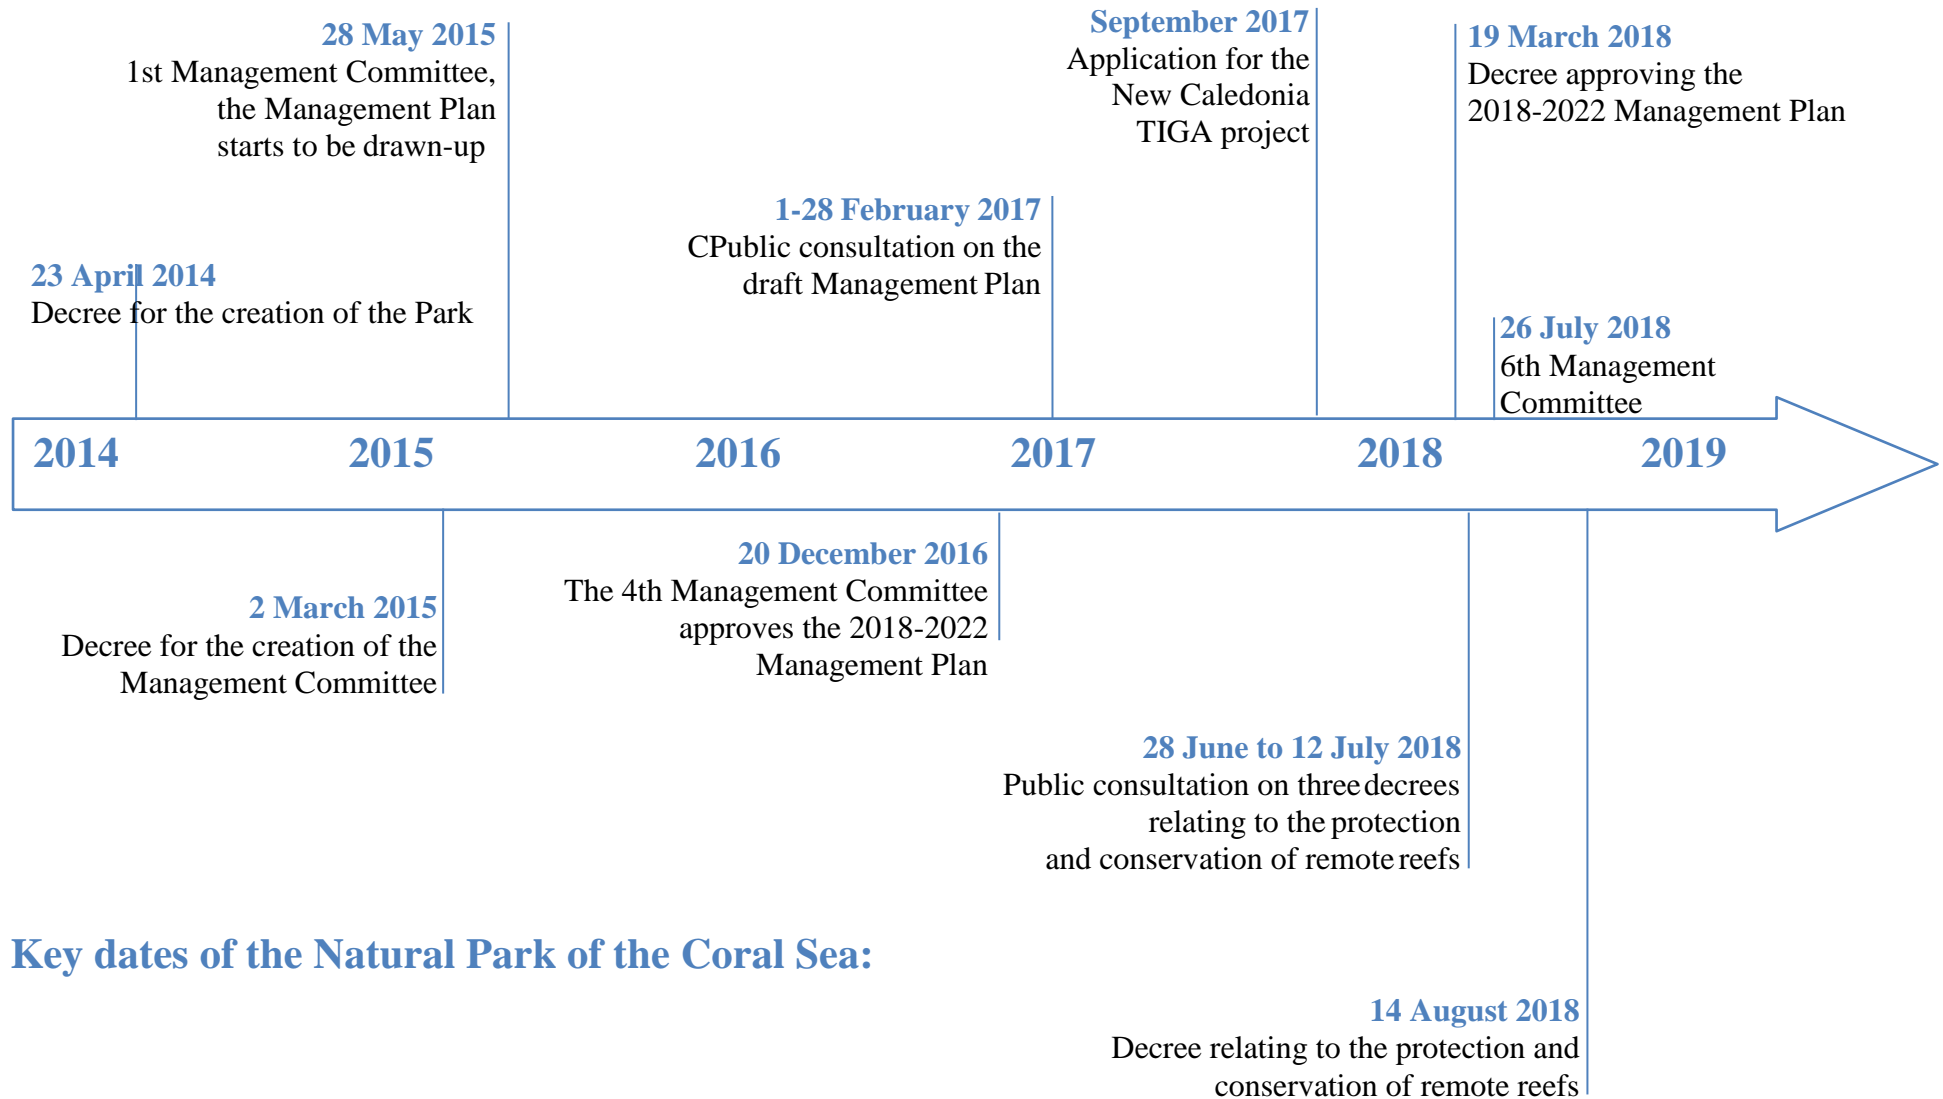 28 May 2015
1st Management Committee,
the Management Plan
starts to be drawn-up
September 2017
Application for the
New Caledonia
TIGA project
19 March 2018
Decree approving the
2018-2022 Management Plan
1-28 February 2017
CPublic consultation on the
draft Management Plan
23 April 2014
Decree for the creation of the Park
26 July 2018
6th Management
Committee
2014 2015 2016 2017 2018 2019
2 March 2015
Decree for the creation of the
Management Committee
20 December 2016
The 4th Management Committee
approves the 2018-2022
Management Plan
28 June to 12 July 2018
Public consultation on three decrees
relating to the protection
and conservation of remote reefs
Key dates of the Natural Park of the Coral Sea:
14 August 2018
Decree relating to the protection and
conservation of remote reefs